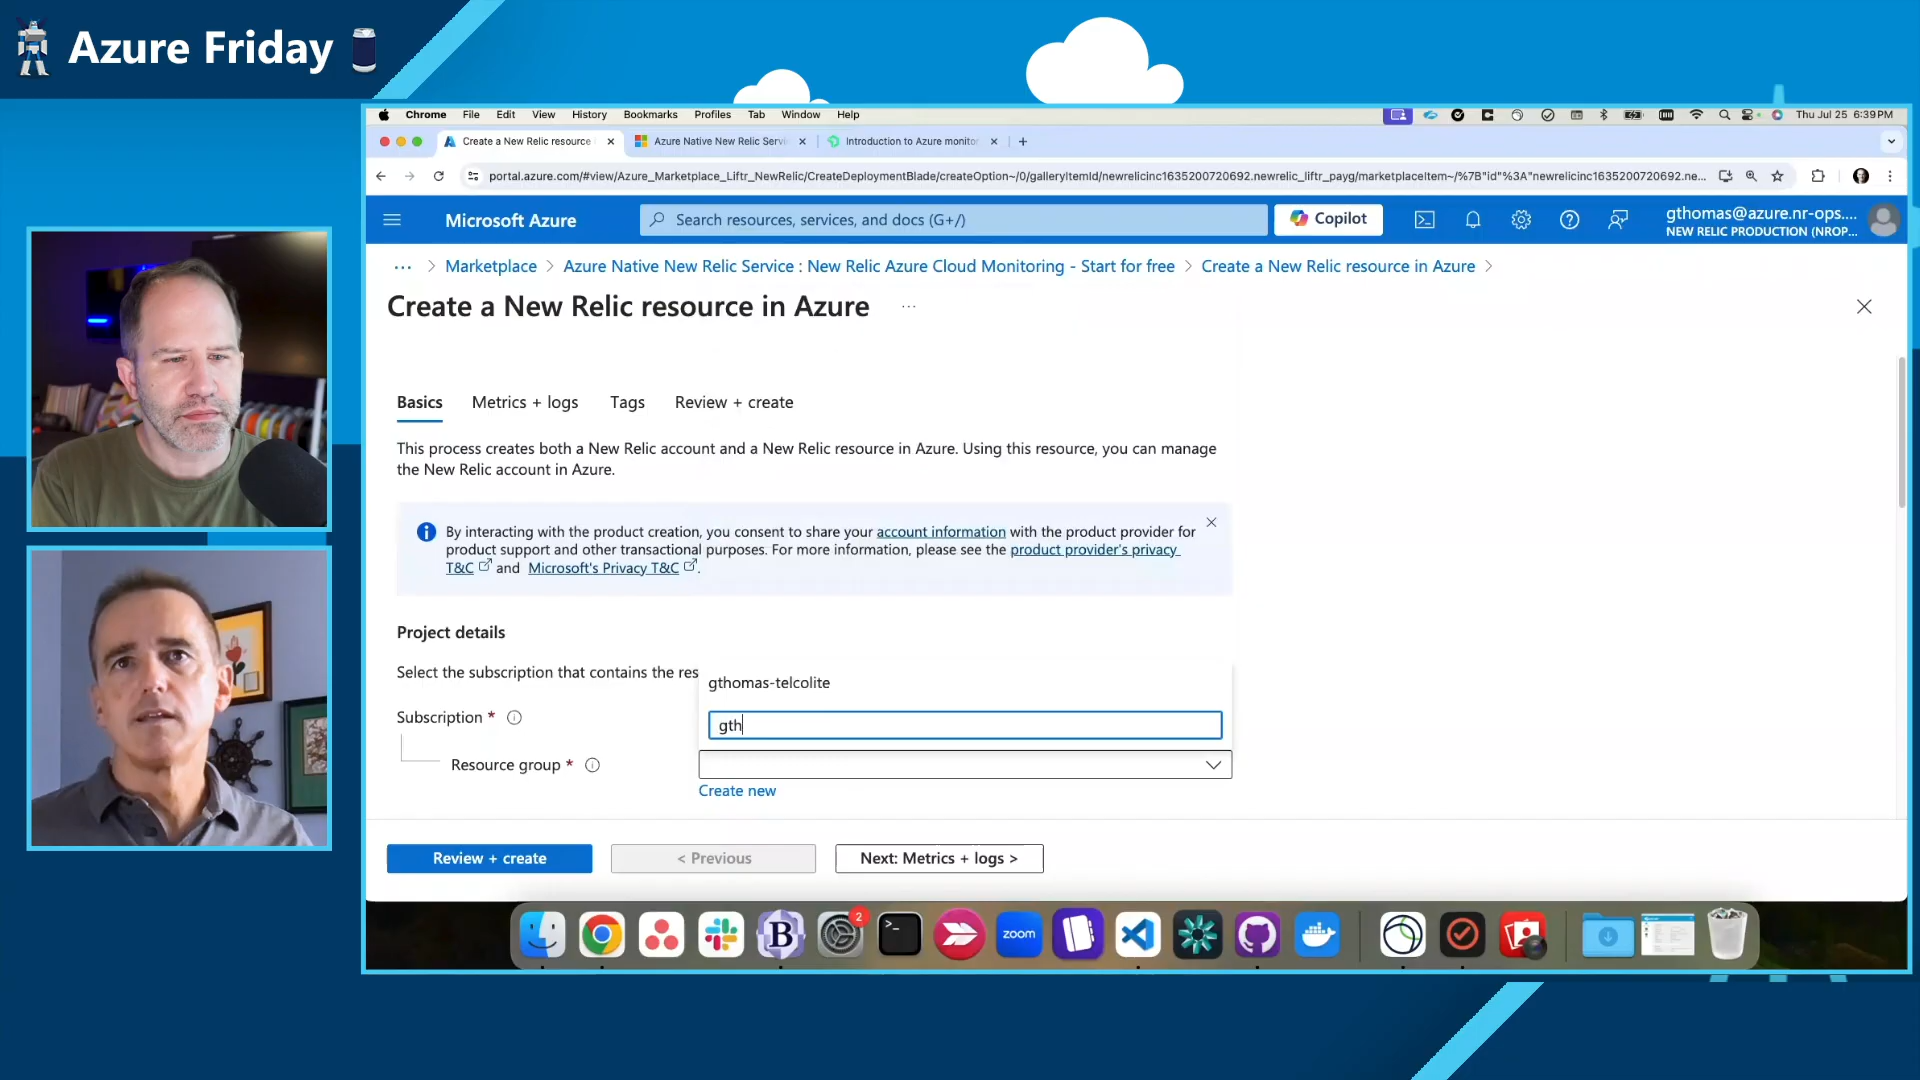 Azure Friday
Chrome File Edit View History Bookmarks Profiles Tab Window Help
Thu Jul 25 6:39 PM
Create a New Relic resource
Azure Native New Relic Servi
Introduction to Azure monitor
portal.azure.com/#view/Azure_Marketplace_Liftr_NewRelic/CreateDeploymentBlade/createOption~/0/galleryItemId/newrelicinc1635200720692.newrelic_liftr_payg/marketplaceItem~/%7B"id"%3A"newrelicinc1635200720692.ne...
Microsoft Azure
Search resources, services, and docs (G+/)
Copilot
gthomas@azure.nr-ops....
NEW RELIC PRODUCTION (NROP...
... > Marketplace > Azure Native New Relic Service : New Relic Azure Cloud Monitoring - Start for free > Create a New Relic resource in Azure >
Create a New Relic resource in Azure ...
Basics Metrics + logs Tags Review + create
This process creates both a New Relic account and a New Relic resource in Azure. Using this resource, you can manage
the New Relic account in Azure.
By interacting with the product creation, you consent to share your account information with the product provider for
product support and other transactional purposes. For more information, please see the product provider's privacy
T&C and Microsoft's Privacy T&C.
Project details
Select the subscription that contains the res
gthomas-telcolite
Subscription *
gth
Resource group *
Create new
Review + create
< Previous
Next: Metrics + logs >
2
B
>_
zoom